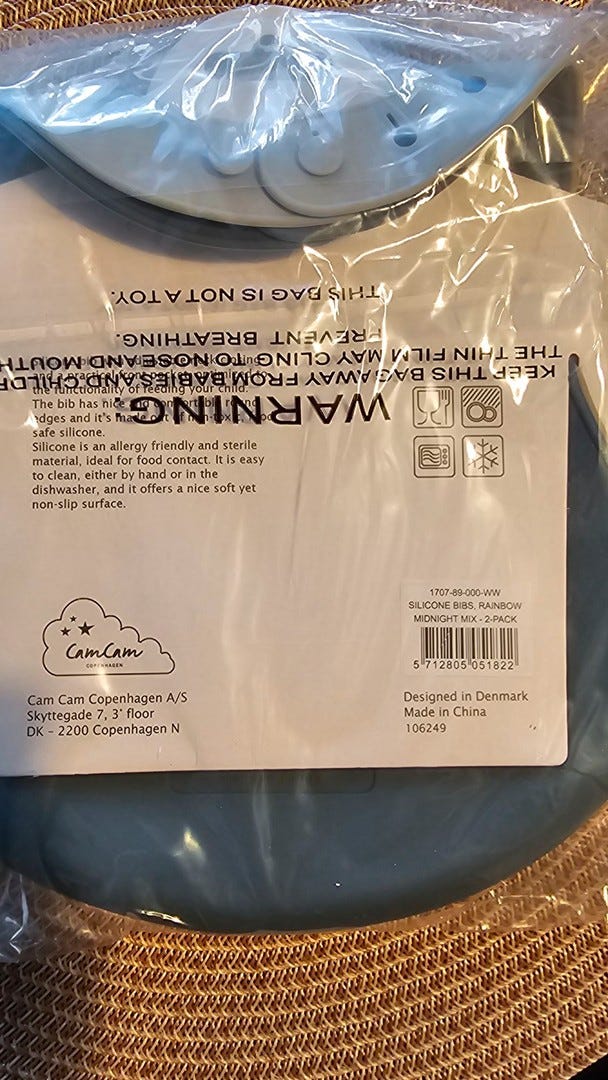 THIS BAG IS NOT A TOY.
PREVENT BREATHING.
THE THIN FILM MAY CLING TO NOSE AND MOUTH
KEEP THIS BAG AWAY FROM BABIES AND
WARNING:
the functionality of feeding your child.
The bib has
edges and it's made out of
safe silicone.
Silicone is an allergy friendly and sterile
material, ideal for food contact. It is easy
to clean, either by hand or in the
dishwasher, and it offers a nice soft yet
non-slip surface.
1707-89-000-WW
SILICONE BIBS, RAINBOW
MIDNIGHT MIX - 2-PACK
5 712805 051822
CamCam
COPENHAGEN
Cam Cam Copenhagen A/S
Skyttegade 7, 3° floor
DK - 2200 Copenhagen N
Designed in Denmark
Made in China
106249